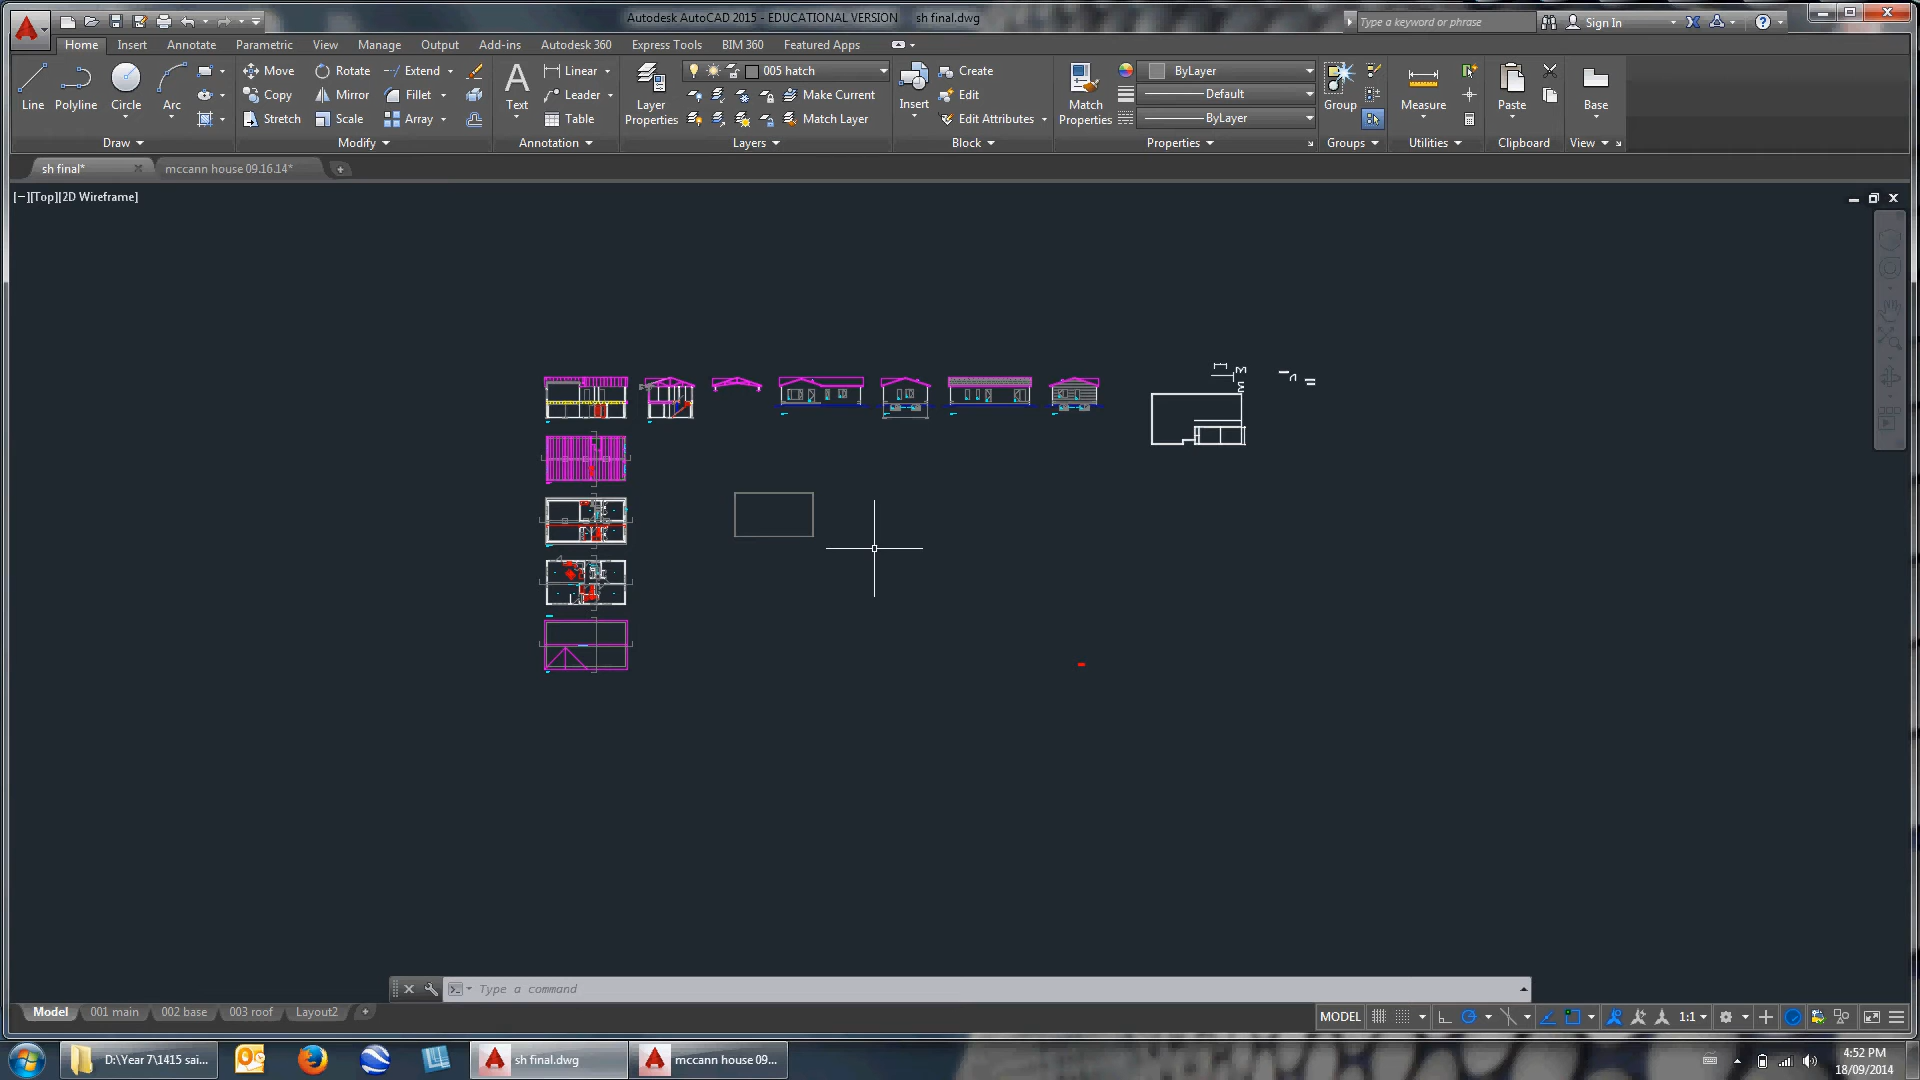 Autodesk AutoCAD 2015 - EDUCATIONAL VERSION sh final.dwg
Type a keyword or phrase
Sign In
Home Insert Annotate Parametric View Manage Output Add-ins Autodesk 360 Express Tools BIM 360 Featured Apps
Line Polyline Circle Arc
Move Rotate Extend
Copy Mirror Fillet
Stretch Scale Array
Text
Linear
Leader
Table
Layer Properties
005 hatch
Make Current
Match Layer
Insert
Create
Edit
Edit Attributes
Match Properties
ByLayer
Default
ByLayer
Group
Measure
Paste
Base
Draw Modify Annotation Layers Block Properties Groups Utilities Clipboard View
sh final* mccann house 09.16.14*
[−][Top][2D Wireframe]
Type a command
Model 001 main 002 base 003 roof Layout2
MODEL 1:1
D:\Year 7\1415 sai...
sh final.dwg
mccann house 09...
4:52 PM
18/09/2014